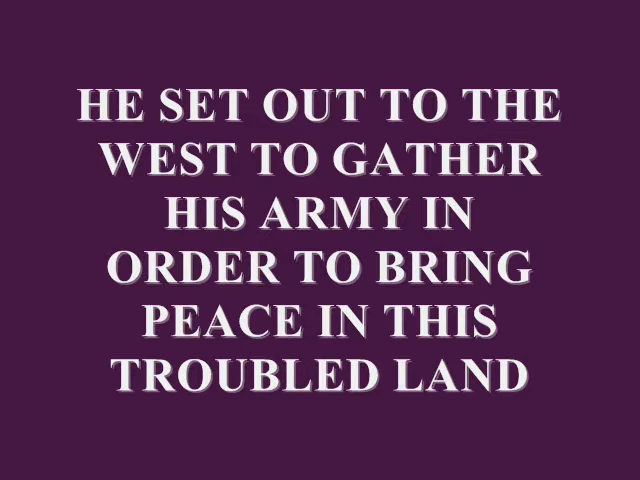 HE SET OUT TO THE
WEST TO GATHER
HIS ARMY IN
ORDER TO BRING
PEACE IN THIS
TROUBLED LAND